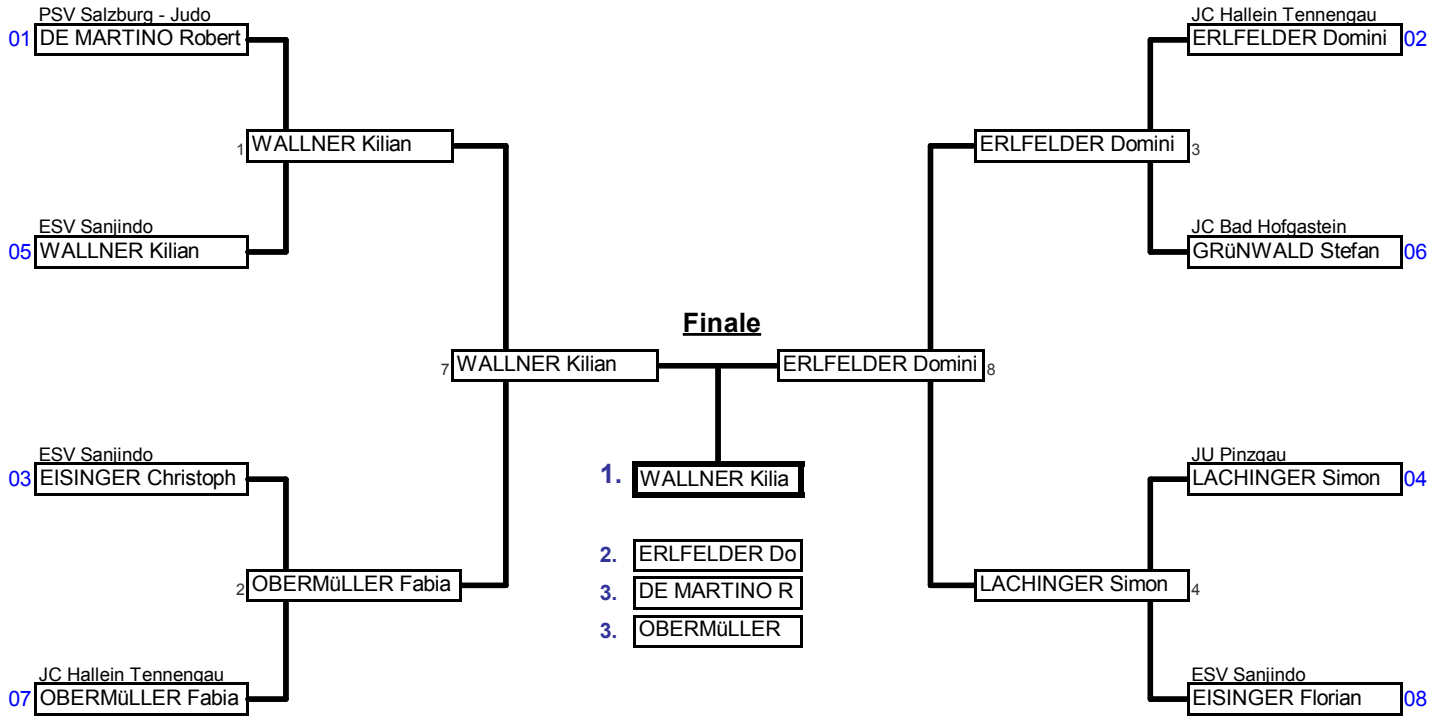 PSV Salzburg - Judo
JC Hallein Tennengau
01 DE MARTINO Robert
ERLFELDER Domini 02
1 WALLNER Kilian
ERLFELDER Domini 3
ESV Sanjindo
JC Bad Hofgastein
05 WALLNER Kilian
GRüNWALD Stefan 06
Finale
7 WALLNER Kilian
ERLFELDER Domini 8
ESV Sanjindo
JU Pinzgau
03 EISINGER Christoph
1. WALLNER Kilia
LACHINGER Simon 04
2. ERLFELDER Do
2 OBERMüLLER Fabia
3. DE MARTINO R
LACHINGER Simon 4
3. OBERMüLLER
JC Hallein Tennengau
ESV Sanjindo
07 OBERMüLLER Fabia
EISINGER Florian 08